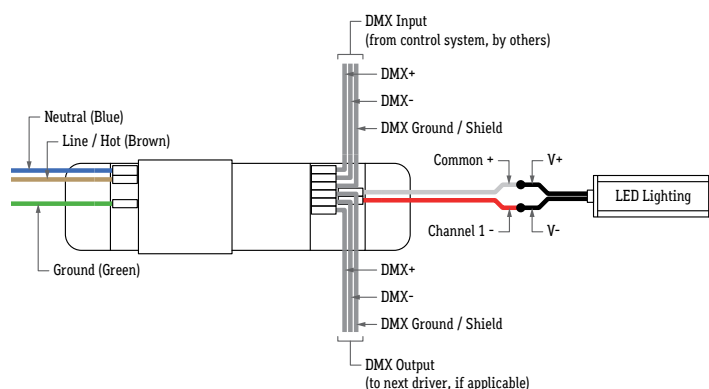 DMX Input
(from control system, by others)
DMX+
DMX-
DMX Ground / Shield
Neutral (Blue)
Line / Hot (Brown)
Common +
V+
LED Lighting
Channel 1 -
V-
Ground (Green)
DMX+
DMX-
DMX Ground / Shield
DMX Output
(to next driver, if applicable)